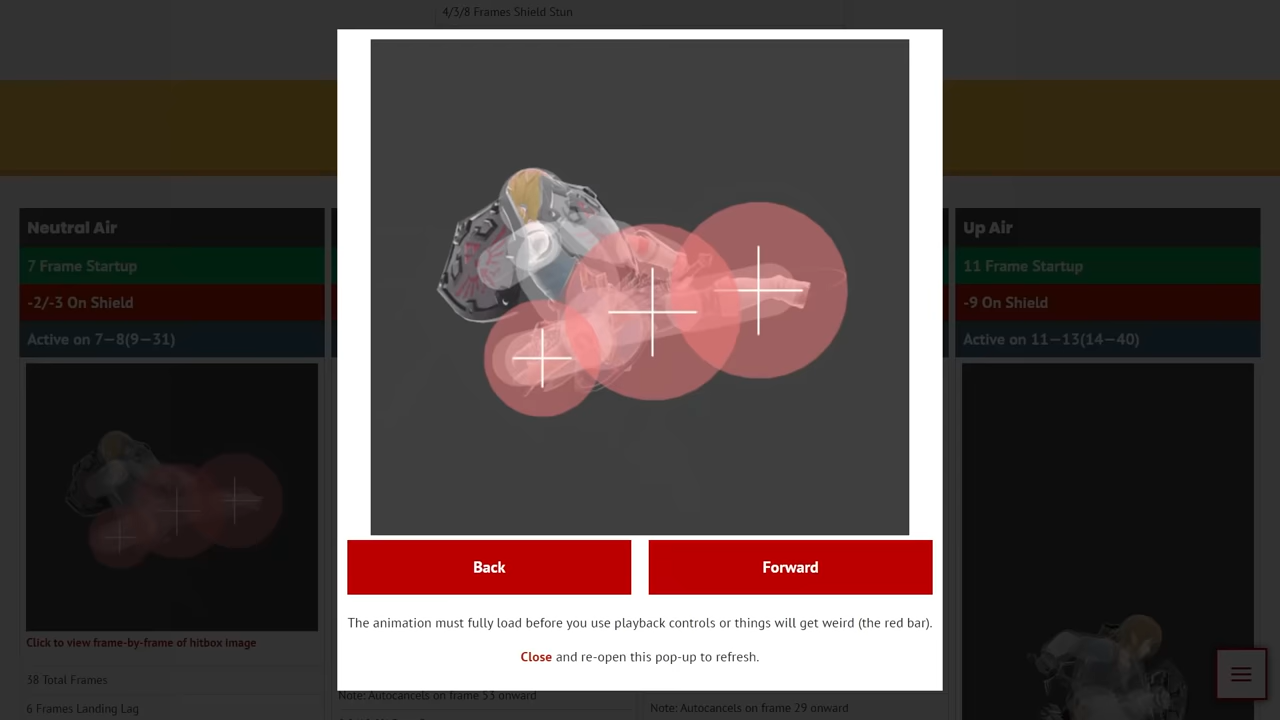 4/3/8 Frames Shield Stun
Neutral Air
7 Frame Startup
-2/-3 On Shield
Active on 7—8(9—31)
Click to view frame-by-frame of hitbox image
38 Total Frames
6 Frames Landing Lag
Back
Forward
The animation must fully load before you use playback controls or things will get weird (the red bar).
Close and re-open this pop-up to refresh.
Note: Autocancels on frame 53 onward
Note: Autocancels on frame 29 onward
Up Air
11 Frame Startup
-9 On Shield
Active on 11—13(14—40)